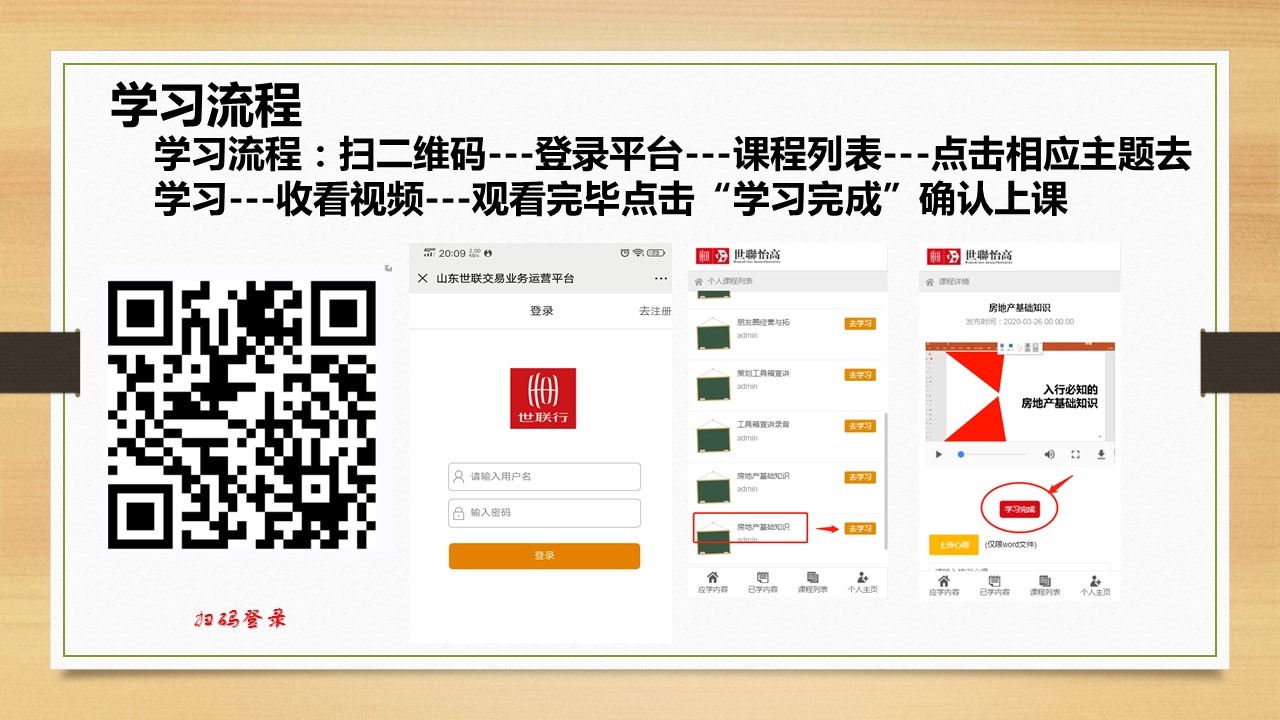 学习流程
学习流程：扫二维码---登录平台---课程列表---点击相应主题去
学习---收看视频---观看完毕点击“学习完成”确认上课
扫码登录
20:09
山东世联交易业务运营平台
登录
去注册
世联行
请输入用户名
输入密码
登录
世聯怡高
个人课程列表
朋友圈经营与拓
admin
去学习
策划工具箱宣讲
admin
去学习
工具箱宣讲录音
admin
去学习
房地产基础知识
admin
去学习
房地产基础知识
admin
去学习
应学内容
已学内容
课程列表
个人主页
世聯怡高
课程详情
房地产基础知识
发布时间：2020-03-26 00:00:00
入行必知的
房地产基础知识
学习完成
上传心得
(仅限word文件)
应学内容
已学内容
课程列表
个人主页